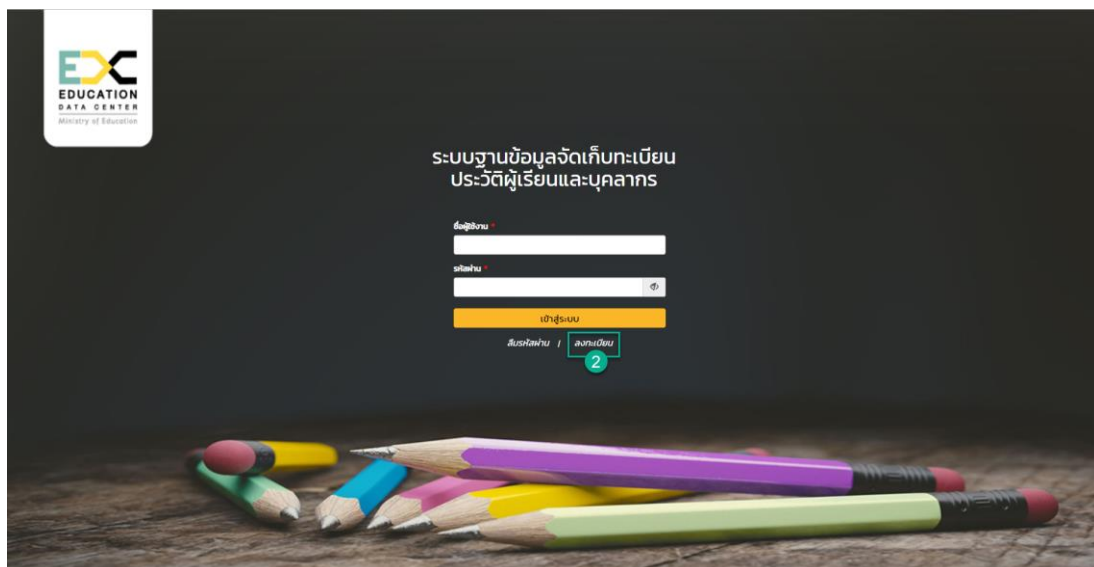 EDC
EDUCATION
DATA CENTER
Ministry of Education
ระบบฐานข้อมูลจัดเก็บทะเบียน
ประวัติผู้เรียนและบุคลากร
ชื่อผู้ใช้งาน *
รหัสผ่าน *
เข้าสู่ระบบ
ลืมรหัสผ่าน / ลงทะเบียน
2